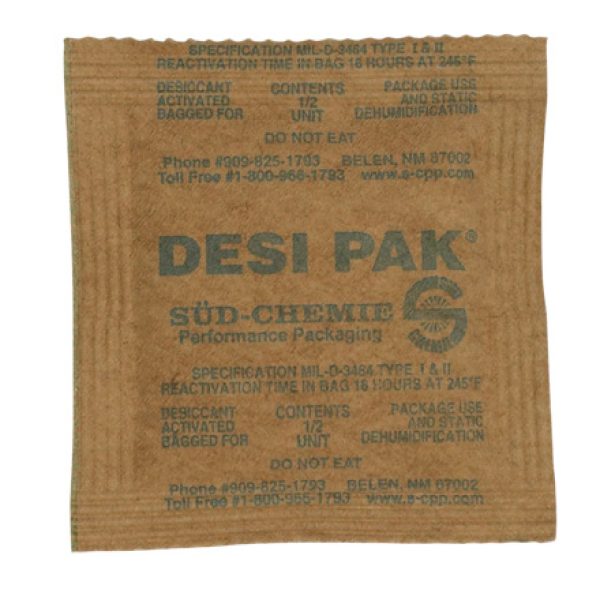 SPECIFICATION MIL-D-3464 TYPE I & II
REACTIVATION TIME IN BAG 16 HOURS AT 245°F
DESICCANT CONTENTS PACKAGE USE
ACTIVATED 1/2 AND STATIC
BAGGED FOR UNIT DEHUMIDIFICATION
DO NOT EAT
Phone #909-825-1793 BELEN, NM 87002
Toll Free #1-800-966-1793 www.s-cpp.com
DESI PAK®
SÜD-CHEMIE
Performance Packaging
SPECIFICATION MIL-D-3464 TYPE I & II
REACTIVATION TIME IN BAG 16 HOURS AT 245°F
DESICCANT CONTENTS PACKAGE USE
ACTIVATED 1/2 AND STATIC
BAGGED FOR UNIT DEHUMIDIFICATION
DO NOT EAT
Phone #909-825-1793 BELEN, NM 87002
Toll Free #1-800-966-1793 www.s-cpp.com